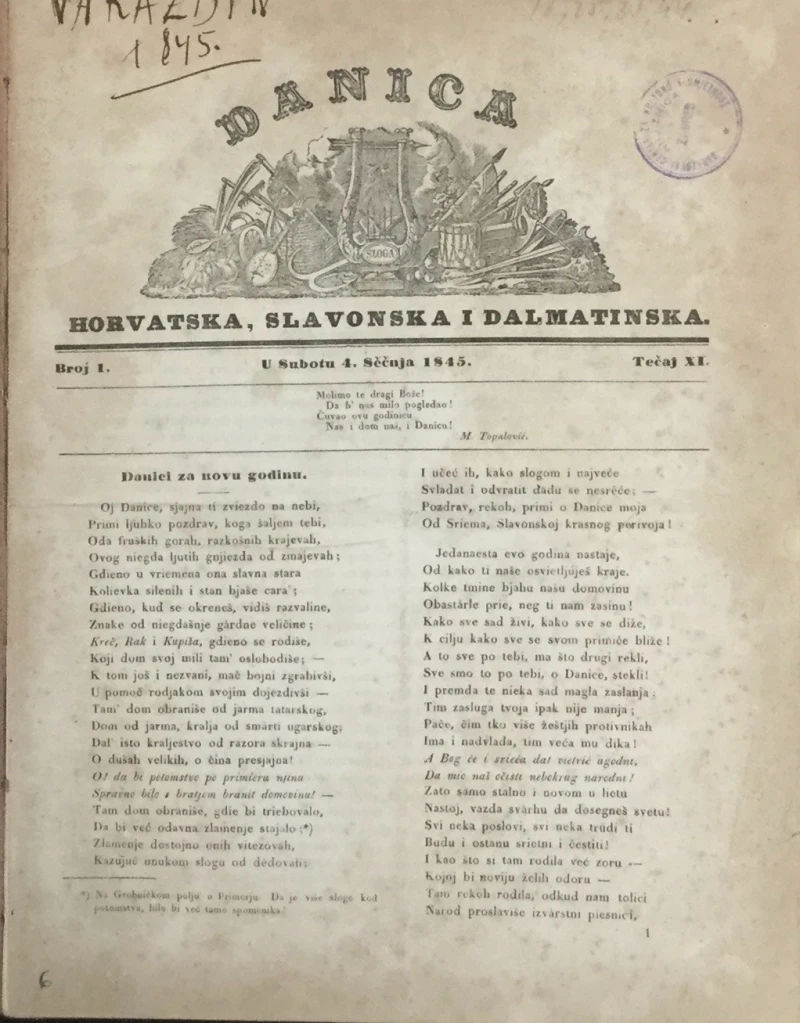 VARAŽDIN
1845.
DANICA
SLOGA
HORVATSKA, SLAVONSKA I DALMATINSKA.
Broj 1.
U Subotu 4. Sěčnja 1845.
Tečaj XI.
Molimo te dragi Bože!
Da b' nas milo pogledao!
Čuvao ovu godinicu
Nas i dom naš, i Danicu!
M. Topalović.
Danici za novu godinu.
Oj Danice, sjajna ti zviezdo na nebi,
Primi ljubko pozdrav, koga šaljem tebi,
Oda fruških gorah, razkošnih krajevah,
Ovog niegda ljutih gnjiezda od zmajevah;
Gdieno u vriemena ona slavna stara
Kolievka silenih i stan bjaše cara;
Gdieno, kud se okreneš, vidiš razvaline,
Znake od niegdašnje gàrdne veličine;
Kreč, Rak i Kupiša, gdieno se rodiše,
Koji dom svoj mili tam' oslobodiše; —
K tom još i nezvani, mač bojni zgrabivši,
U pomoć rodjakom svojim dojezdivši —
Tam' dom obraniše od jarma tatarskog,
Dom od jarma, kralja od smàrti ugarskog;
Dal' isto kraljestvo od razora skrajna —
O dušah velikih, o čina presjajna!
O! da bi potomstvo po primieru njinu
Spravno bilo s bratjom branit domovinu! —
Tam dom obraniše, gdie bi triebovalo,
Da bi već odavna zlamenje stajalo;*)
Zlamenje dostojno onih vitezovah,
Kazujuć unukom slogu od dedovah;
*) Na Grobničkom polju u Primorju. Da je više sloge kod
potomstva, bilo bi već tamo spomenika
I učeć ih, kako slogom i najveće
Svladat i odvratit dadu se nesreće; —
Pozdrav, rekoh, primi o Danice moja
Od Sriema, Slavonskoj krasnog perivoja!
Jedanaesta evo godina nastaje,
Od kako ti naše osvietljuješ kraje.
Kolke tmine bjahu našu domovinu
Obastàrle prie, neg ti nam zasinu!
Kako sve sad živi, kako sve se diže,
K cilju kako sve se svom primiče bliže!
A to sve po tebi, ma što drugi rekli,
Sve smo to po tebi, o Danice, stekli!
I premda te nieka sad magla zaslanja,
Tim zasluga tvoja ipak nije manja;
Pače, čim tko više žeštjih protivnikah
Ima i nadvlada, tim veća mu dika!
A Bog će i srieća dat vietrić ugodni,
Da nut naš očisti nebokrug narodni!
Zato samo stalno i novom u lietu
Nastoj, vazda svàrhu da dosegneš svetu!
Svi neka poslovi, svi neka trudi ti
Budu i ostanu srietni i čestiti!
I kao što si tam rodila već zoru —
Kojoj bi noviju želih odoru —
Tam rekoh rodila, odkud nam tolici
Narod proslaviše izvàrstni piesnici,
1
6